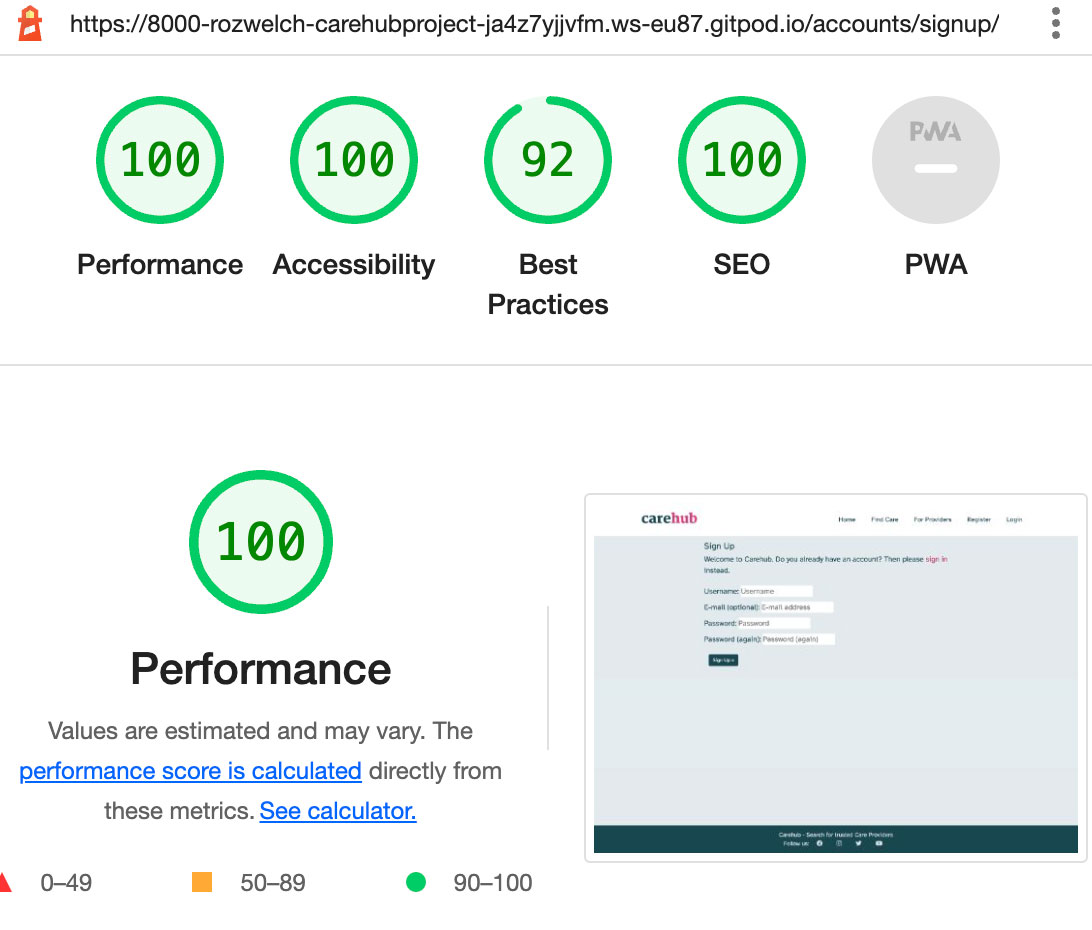 https://8000-rozwelch-carehubproject-ja4z7yjjvfm.ws-eu87.gitpod.io/accounts/signup/
100
100
92
100
PWA
Performance
Accessibility
Best
Practices
SEO
PWA
100
Performance
Values are estimated and may vary. The
performance score is calculated directly from
these metrics. See calculator.
0–49
50–89
90–100
carehub
Home
Find Care
For Providers
Register
Login
Sign Up
Welcome to Carehub. Do you already have an account? Then please sign in
instead.
Username: Username
E-mail (optional): E-mail address
Password: Password
Password (again): Password (again)
Sign Up »
Carehub - Search for trusted Care Providers
Follow us: